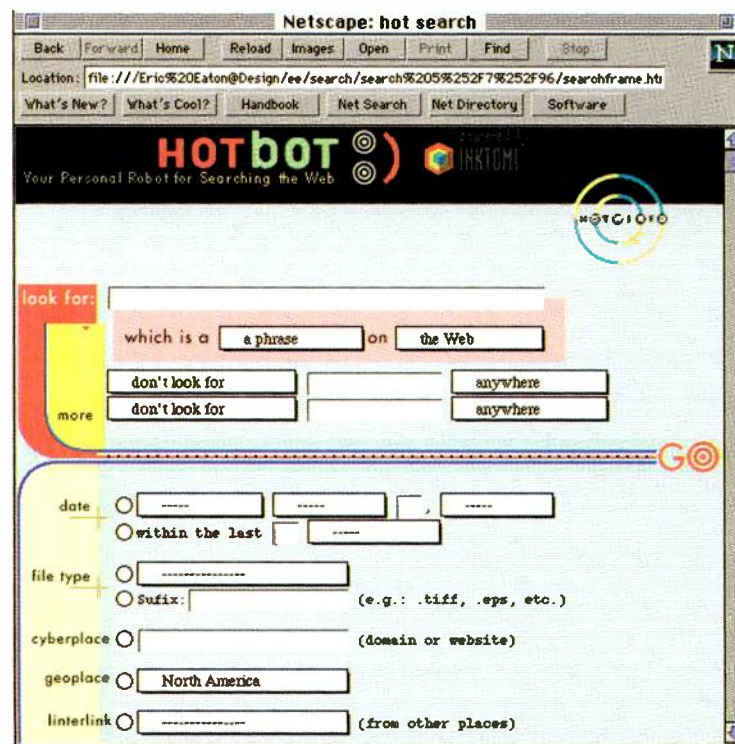 Netscape: hot search
Back Forward Home Reload Images Open Print Find Stop
N
Location: file:///Eric%20Eaton@Design/ee/search/search%205%252F7%252F96/searchframe.ht
What's New? What's Cool? Handbook Net Search Net Directory Software
HOTBOT
powered by
INKTOMI
Your Personal Robot for Searching the Web
look for:
which is a a phrase on the Web
don't look for anywhere
more don't look for anywhere
GO
date ----- ----- , -----
within the last -----
file type --------------
Sufix: (e.g.: .tiff, .eps, etc.)
cyberplace (domain or website)
geoplace North America
linterlink -------------- (from other places)